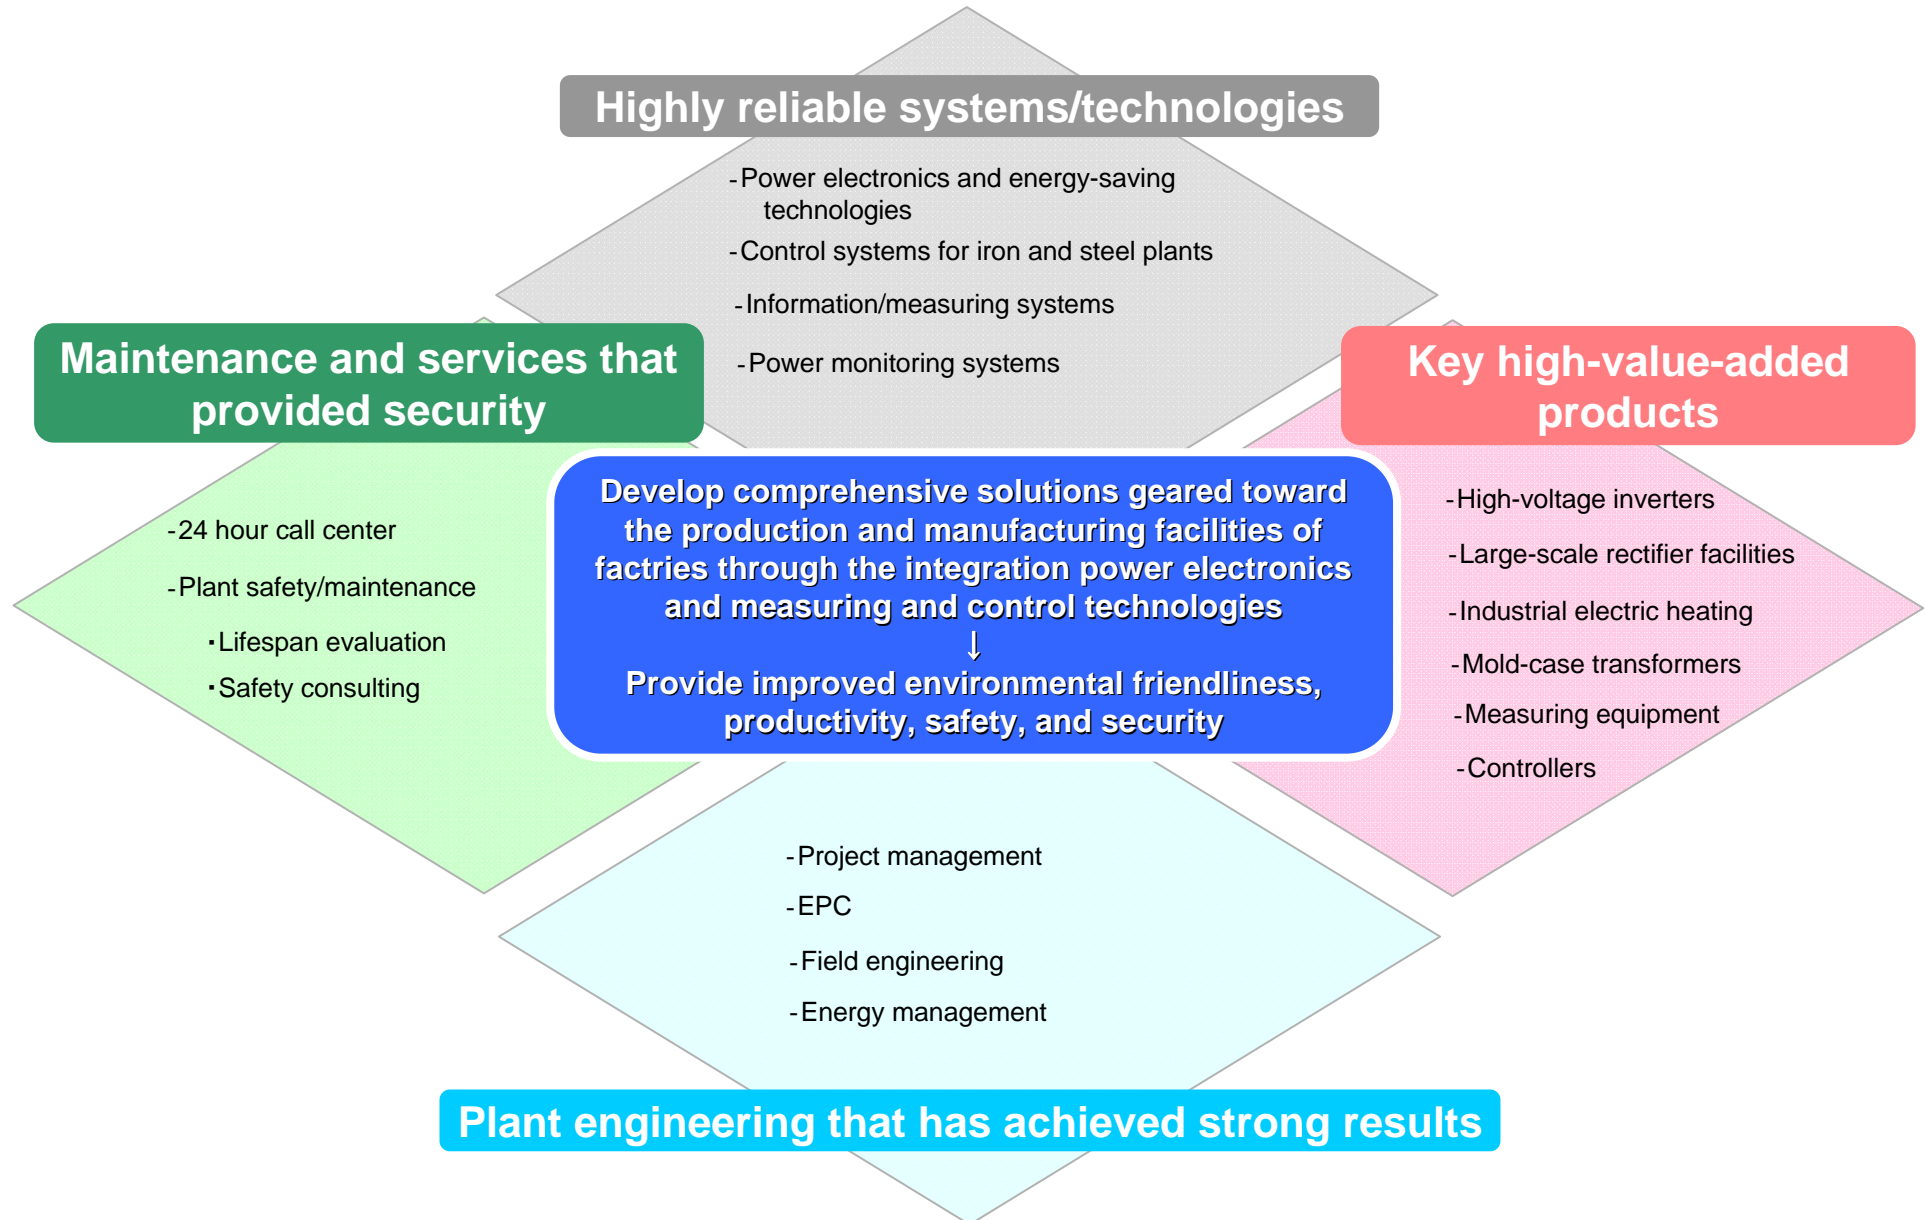 Highly reliable systems/technologies
-Power electronics and energy-saving
technologies
-Control systems for iron and steel plants
-Information/measuring systems
-Power monitoring systems
Maintenance and services that
provided security
-24 hour call center
-Plant safety/maintenance
・Lifespan evaluation
・Safety consulting
Develop comprehensive solutions geared toward
the production and manufacturing facilities of
factries through the integration power electronics
and measuring and control technologies
↓
Provide improved environmental friendliness,
productivity, safety, and security
Key high-value-added
products
-High-voltage inverters
-Large-scale rectifier facilities
-Industrial electric heating
-Mold-case transformers
-Measuring equipment
-Controllers
-Project management
-EPC
-Field engineering
-Energy management
Plant engineering that has achieved strong results